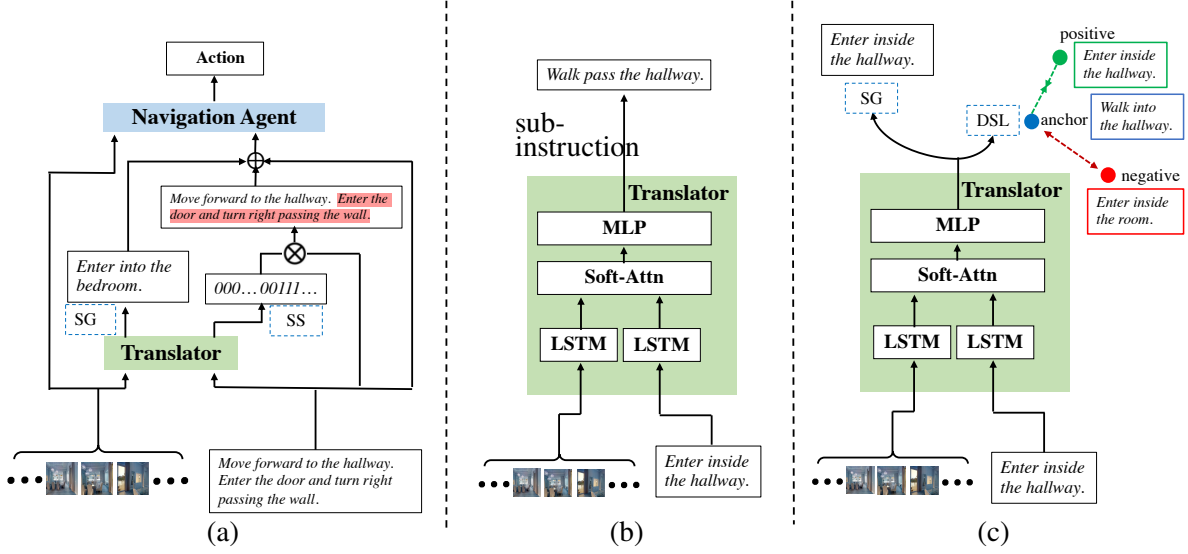 Action
Navigation Agent
Move forward to the hallway. Enter the
door and turn right passing the wall.
Enter into the
bedroom.
000... 00111...
SG
SS
Translator
Move forward to the hallway.
Enter the door and turn right
passing the wall.
(a)
Walk pass the hallway.
sub-
instruction
Translator
MLP
Soft-Attn
LSTM
LSTM
Enter inside
the hallway.
(b)
Enter inside
the hallway.
SG
DSL
positive
Enter inside
the hallway.
anchor
Walk into
the hallway.
negative
Enter inside
the room.
Translator
MLP
Soft-Attn
LSTM
LSTM
Enter inside
the hallway.
(c)